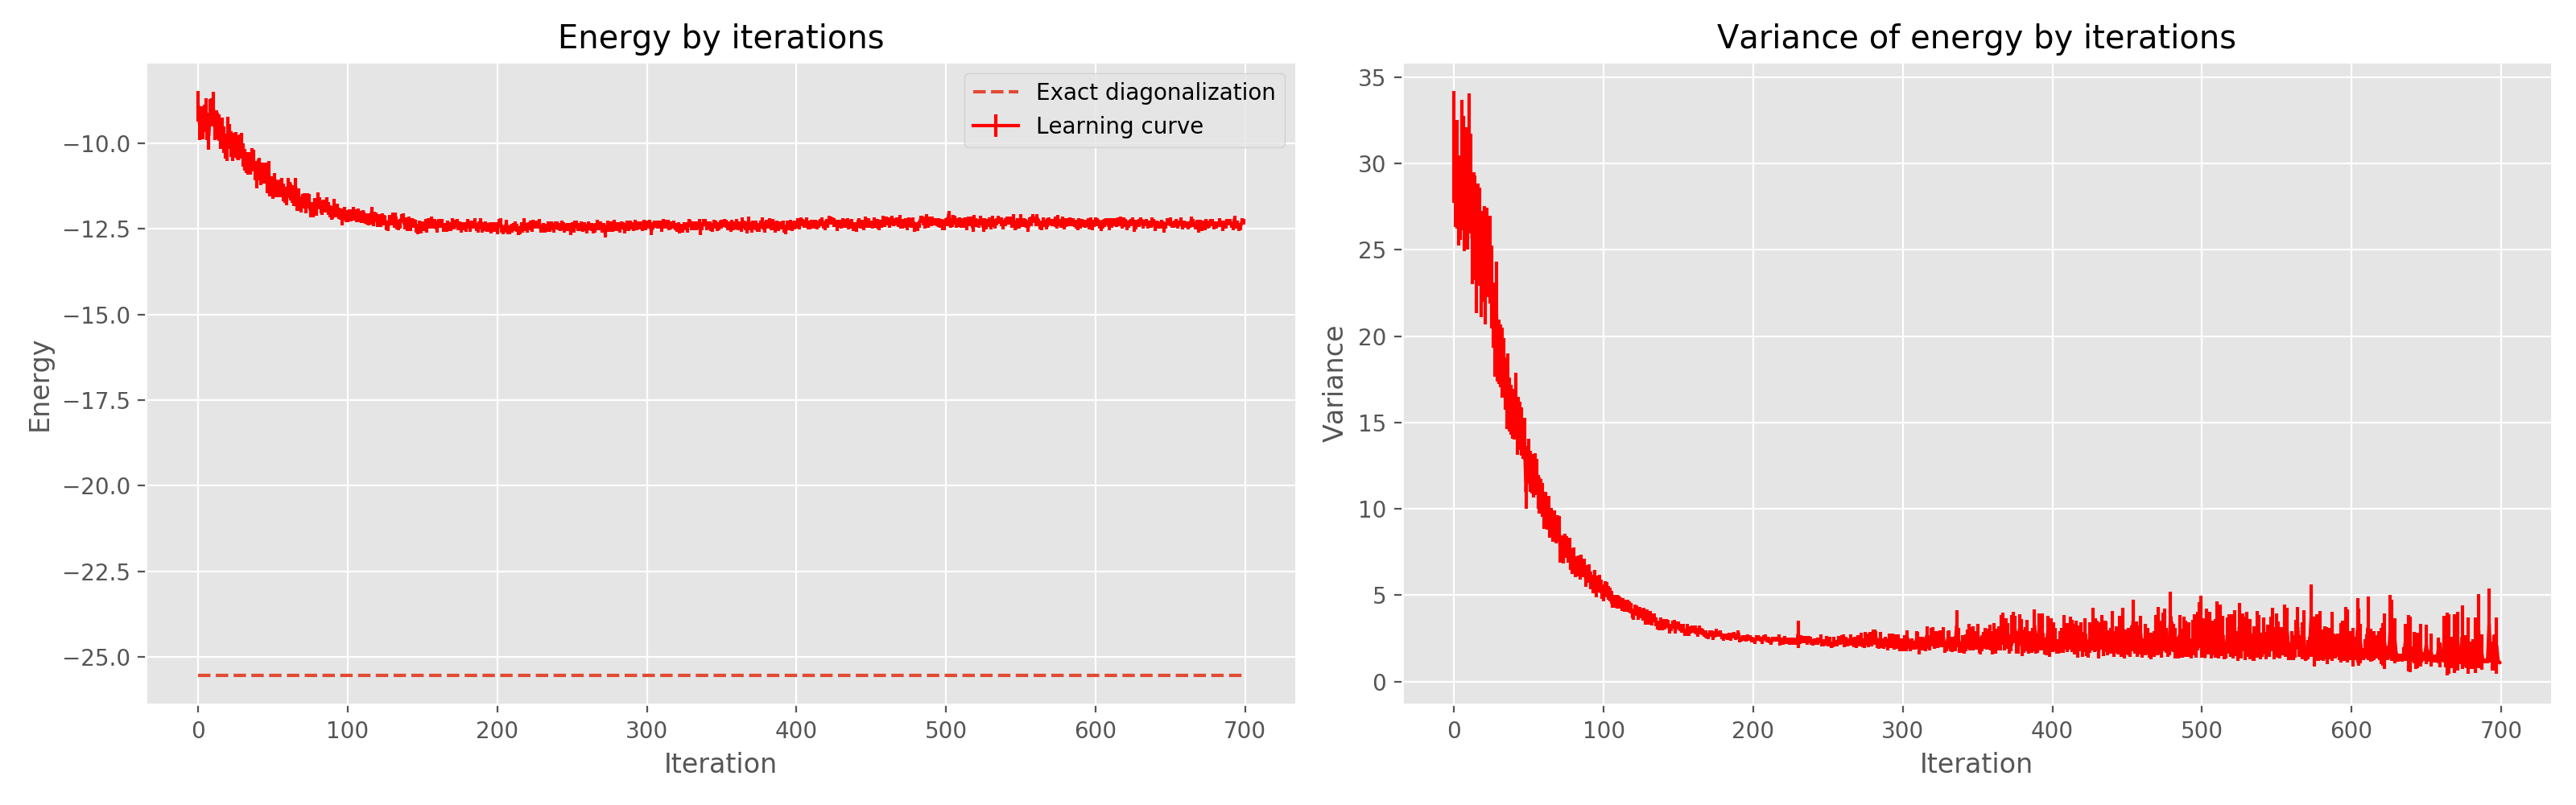 Energy by iterations
Exact diagonalization
Learning curve
−10.0
−12.5
−15.0
−17.5
−20.0
−22.5
−25.0
Energy
0 100 200 300 400 500 600 700
Iteration
Variance of energy by iterations
35
30
25
20
15
10
5
0
Variance
0 100 200 300 400 500 600 700
Iteration